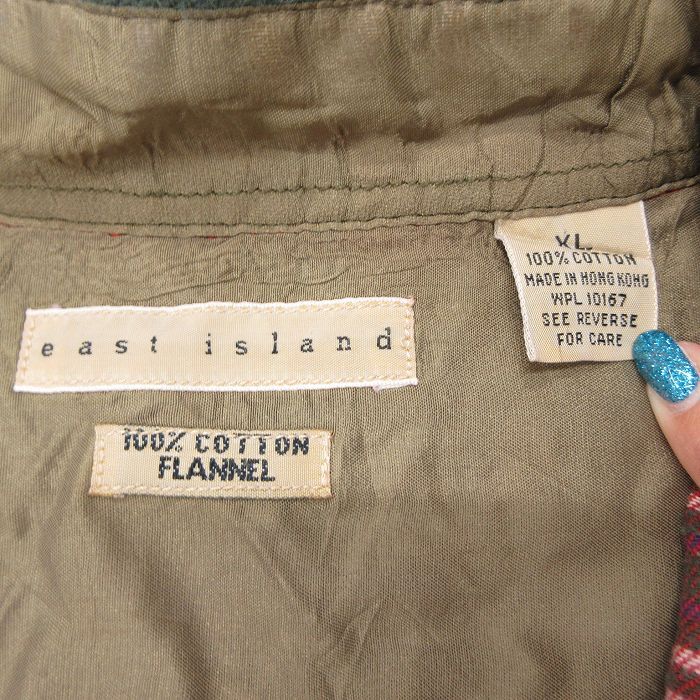 east island
100% COTTON
FLANNEL
XL
100% COTTON
MADE IN HONG KONG
WPL 10167
SEE REVERSE
FOR CARE